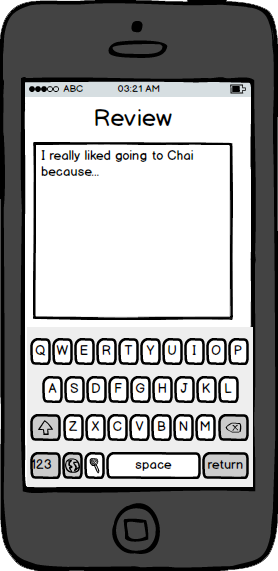 ABC 03:21 AM
Review
I really liked going to Chai
because...
Q W E R T Y U I O P
A S D F G H J K L
Z X C V B N M
123 space return